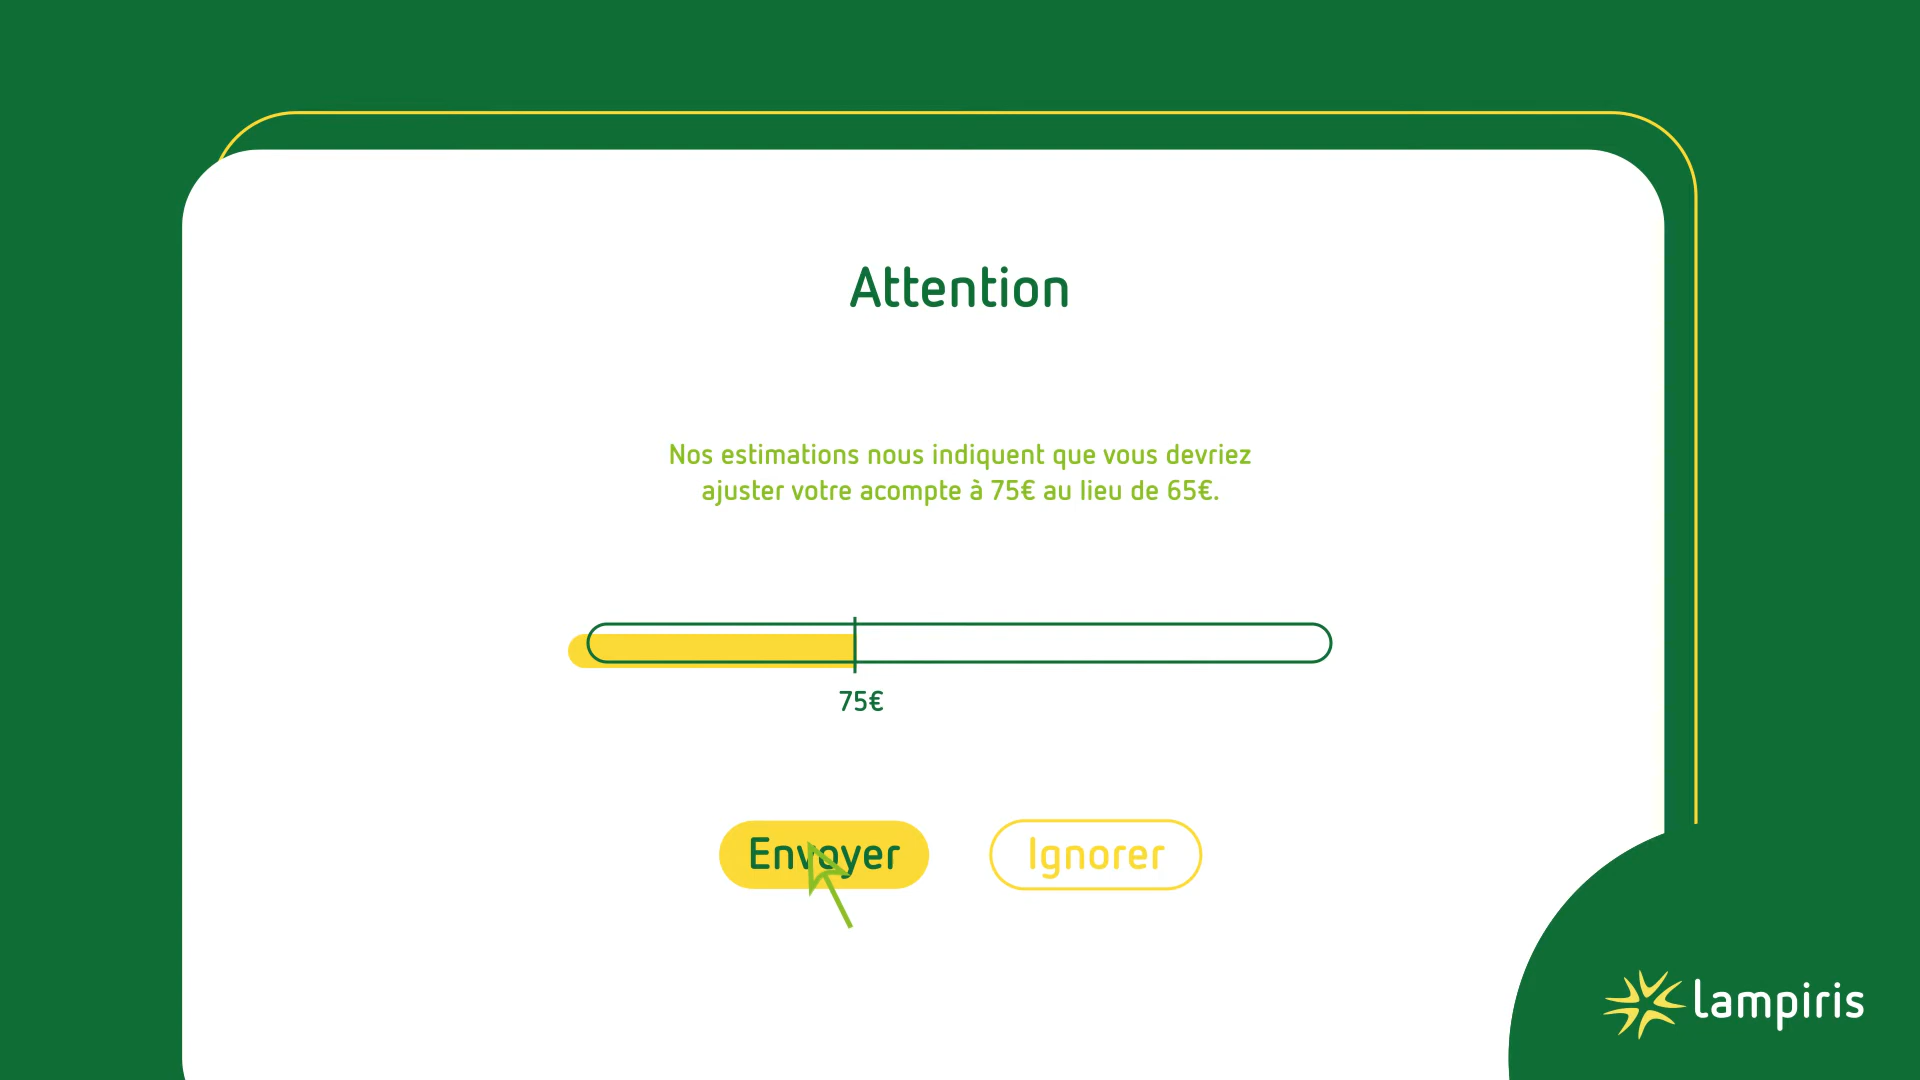 Attention
Nos estimations nous indiquent que vous devriez
ajuster votre acompte à 75€ au lieu de 65€.
75€
Envoyer
Ignorer
lampiris